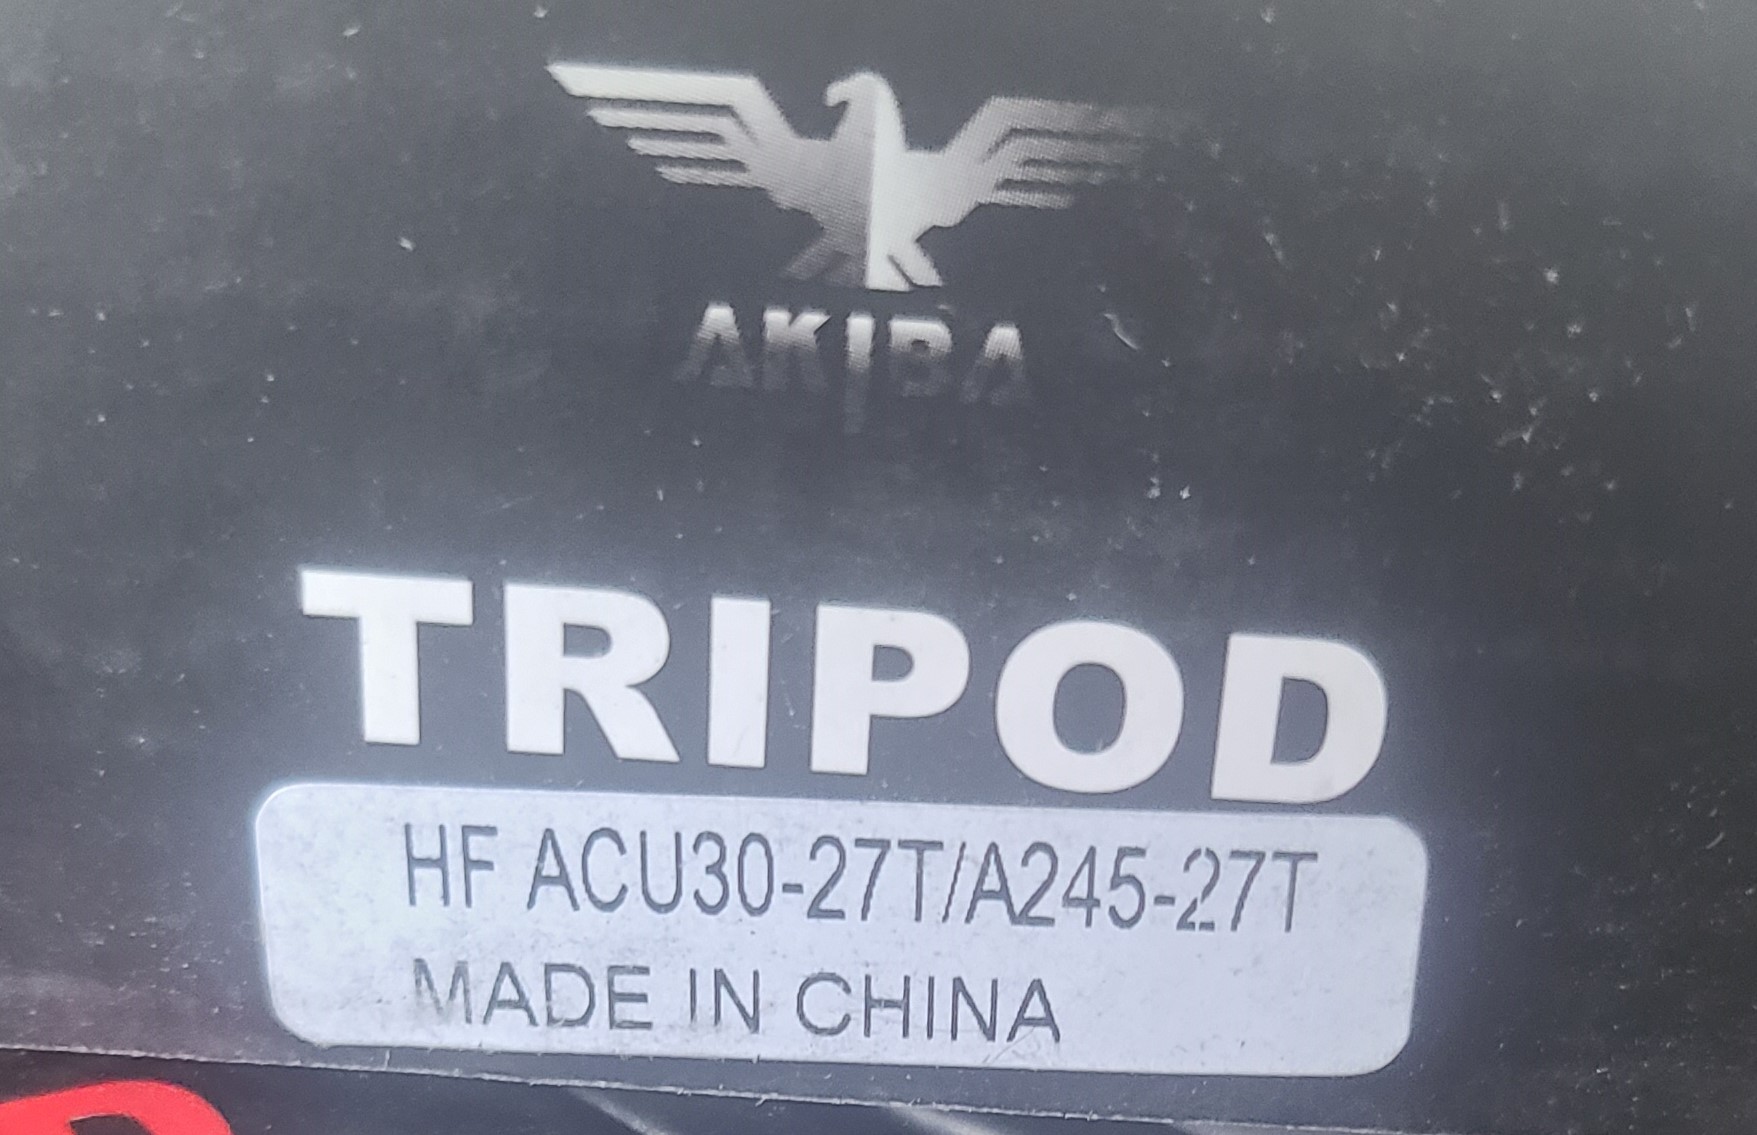 AKIBA
TRIPOD
HF ACU30-27T/A245-27T
MADE IN CHINA